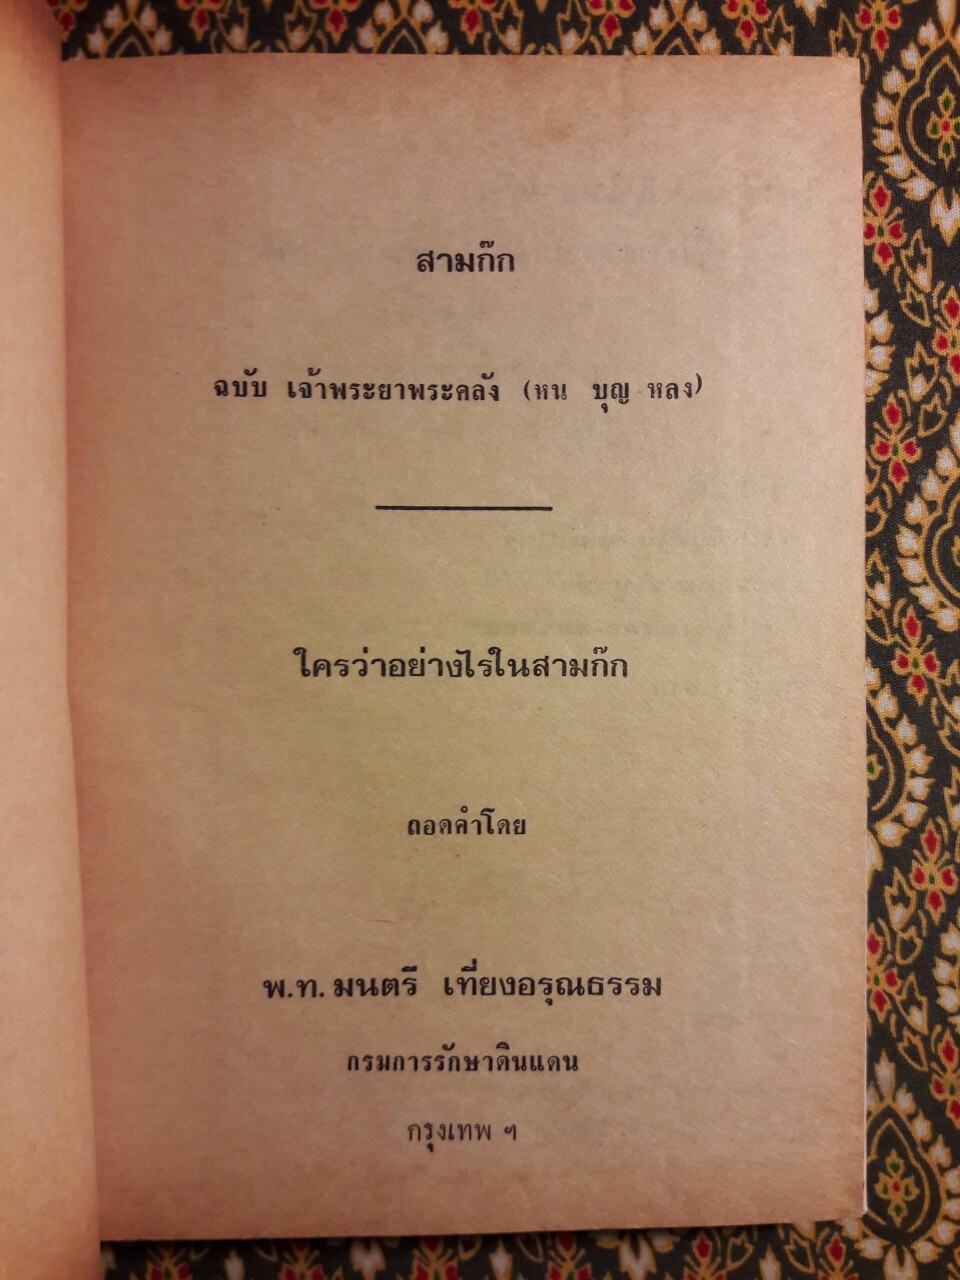 สามก๊ก
ฉบับ เจ้าพระยาพระคลัง (หน บุญ หลง)
ใครว่าอย่างไรในสามก๊ก
ถอดคำโดย
พ.ท. มนตรี เที่ยงอรุณธรรม
กรมการรักษาดินแดน
กรุงเทพ ฯ